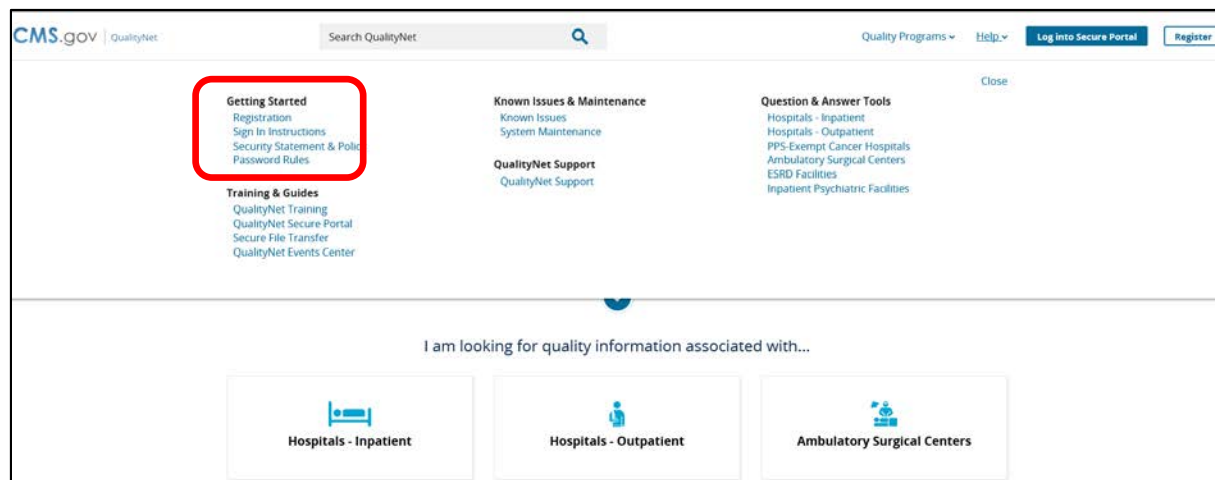 CMS.gov | QualityNet
Search QualityNet
Quality Programs
Help
Log into Secure Portal
Register
Close
Getting Started
Registration
Sign In Instructions
Security Statement & Polic
Password Rules
Training & Guides
QualityNet Training
QualityNet Secure Portal
Secure File Transfer
QualityNet Events Center
Known Issues & Maintenance
Known Issues
System Maintenance
QualityNet Support
QualityNet Support
Question & Answer Tools
Hospitals - Inpatient
Hospitals - Outpatient
PPS-Exempt Cancer Hospitals
Ambulatory Surgical Centers
ESRD Facilities
Inpatient Psychiatric Facilities
I am looking for quality information associated with...
Hospitals - Inpatient
Hospitals - Outpatient
Ambulatory Surgical Centers